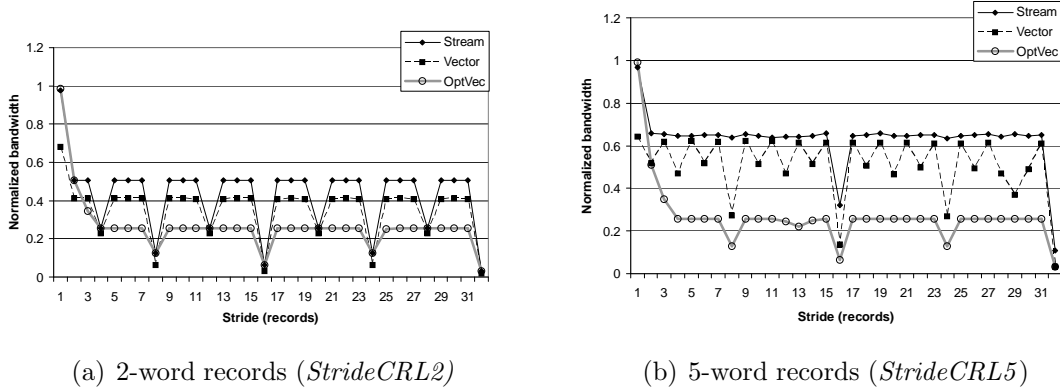 Stream
Vector
OptVec
1.2
1
0.8
0.6
0.4
0.2
0
Normalized bandwidth
1 3 5 7 9 11 13 15 17 19 21 23 25 27 29 31
Stride (records)
(a) 2-word records (StrideCRL2)
Stream
Vector
OptVec
1.2
1
0.8
0.6
0.4
0.2
0
Normalized bandwidth
1 3 5 7 9 11 13 15 17 19 21 23 25 27 29 31
Stride (records)
(b) 5-word records (StrideCRL5)